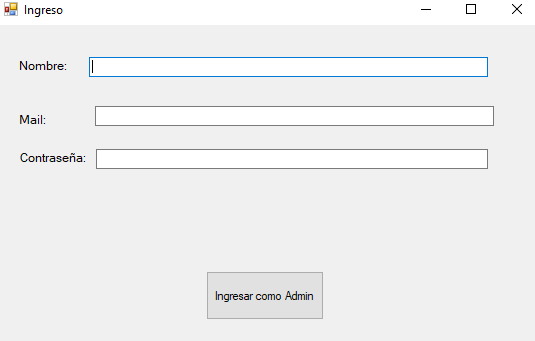 Ingreso
Nombre:
Mail:
Contraseña:
Ingresar como Admin